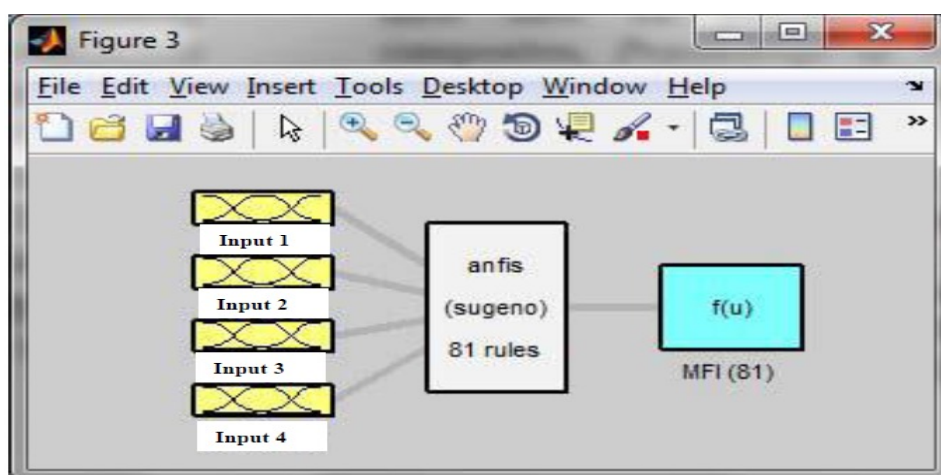 Figure 3
File Edit View Insert Tools Desktop Window Help
Input 1
Input 2
Input 3
Input 4
anfis
(sugeno)
81 rules
f(u)
MFI (81)